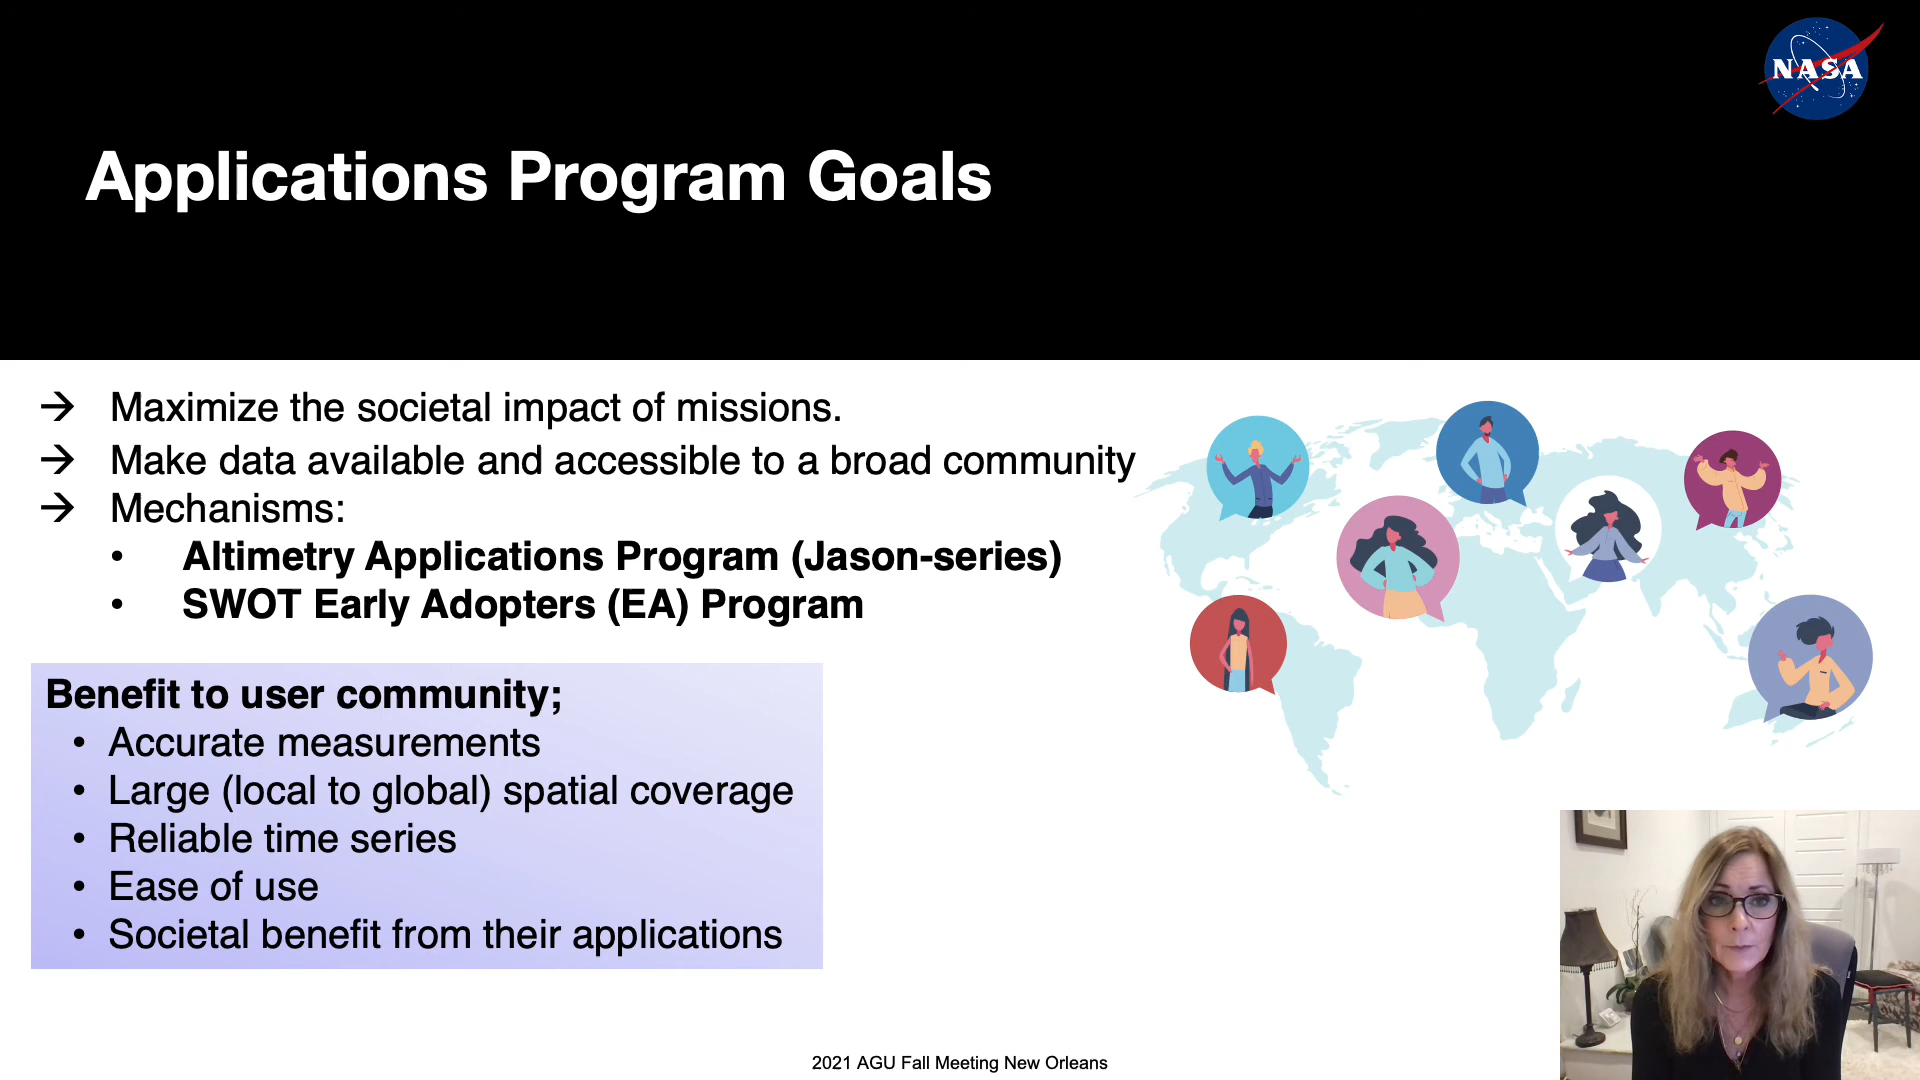 NASA
Applications Program Goals
→ Maximize the societal impact of missions.
→ Make data available and accessible to a broad community
→ Mechanisms:
• Altimetry Applications Program (Jason-series)
• SWOT Early Adopters (EA) Program
Benefit to user community;
• Accurate measurements
• Large (local to global) spatial coverage
• Reliable time series
• Ease of use
• Societal benefit from their applications
2021 AGU Fall Meeting New Orleans